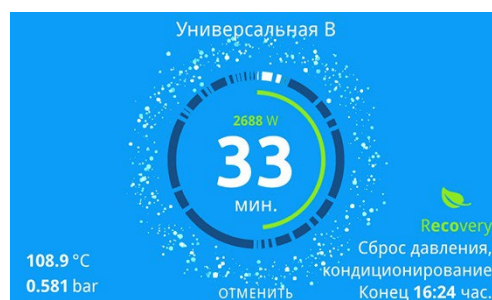 Универсальная B
2688 W
33
мин.
Recovery
Сброс давления,
кондиционирование
108.9 °C
0.581 bar
ОТМЕНИТЬ
Конец 16:24 час.